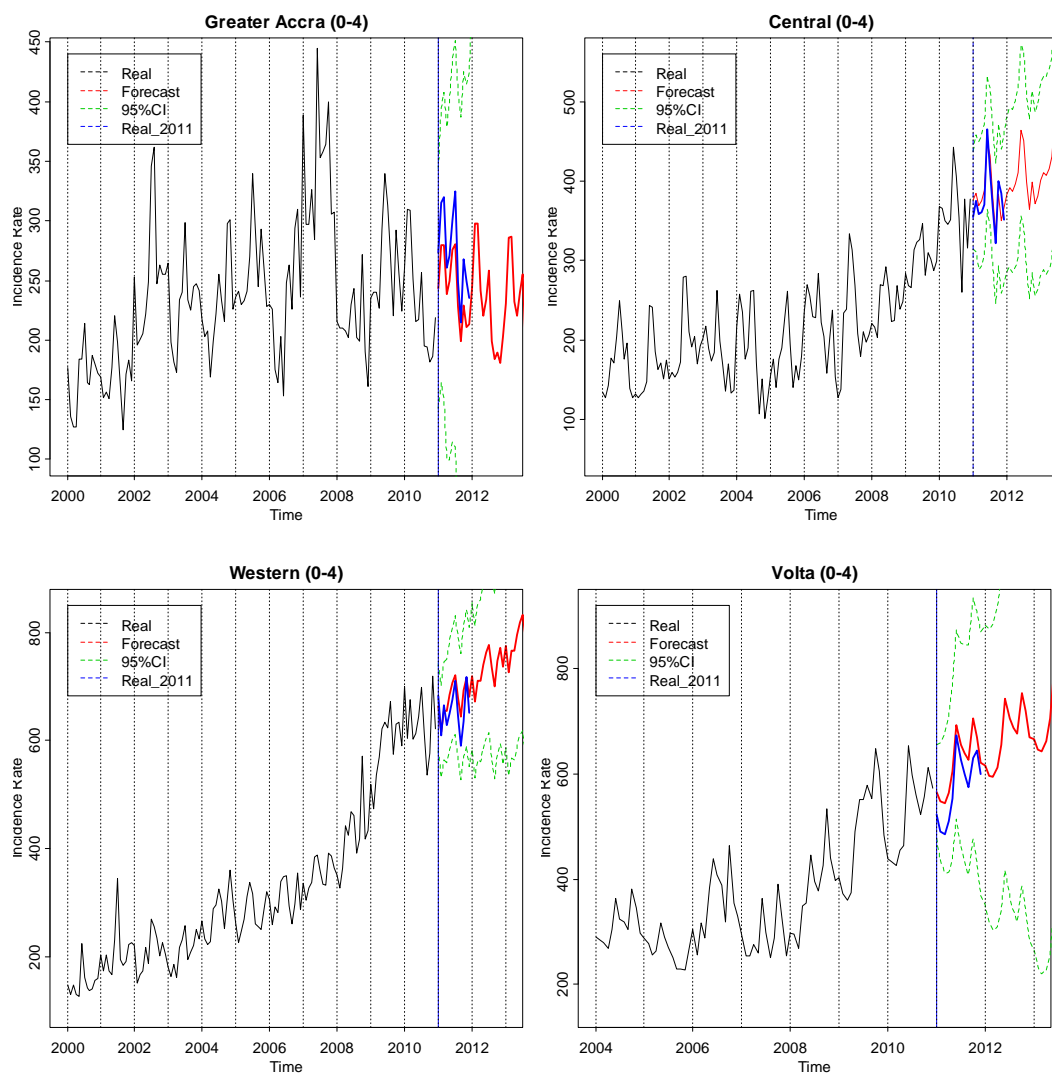 Greater Accra (0-4)
Real
Forecast
95%CI
Real_2011
Incidence Rate
100 150 200 250 300 350 400 450
2000 2002 2004 2006 2008 2010 2012
Time
Central (0-4)
Real
Forecast
95%CI
Real_2011
Incidence Rate
100 200 300 400 500
2000 2002 2004 2006 2008 2010 2012
Time
Western (0-4)
Real
Forecast
95%CI
Real_2011
Incidence Rate
200 400 600 800
2000 2002 2004 2006 2008 2010 2012
Time
Volta (0-4)
Real
Forecast
95%CI
Real_2011
Incidence Rate
200 400 600 800
2004 2006 2008 2010 2012
Time